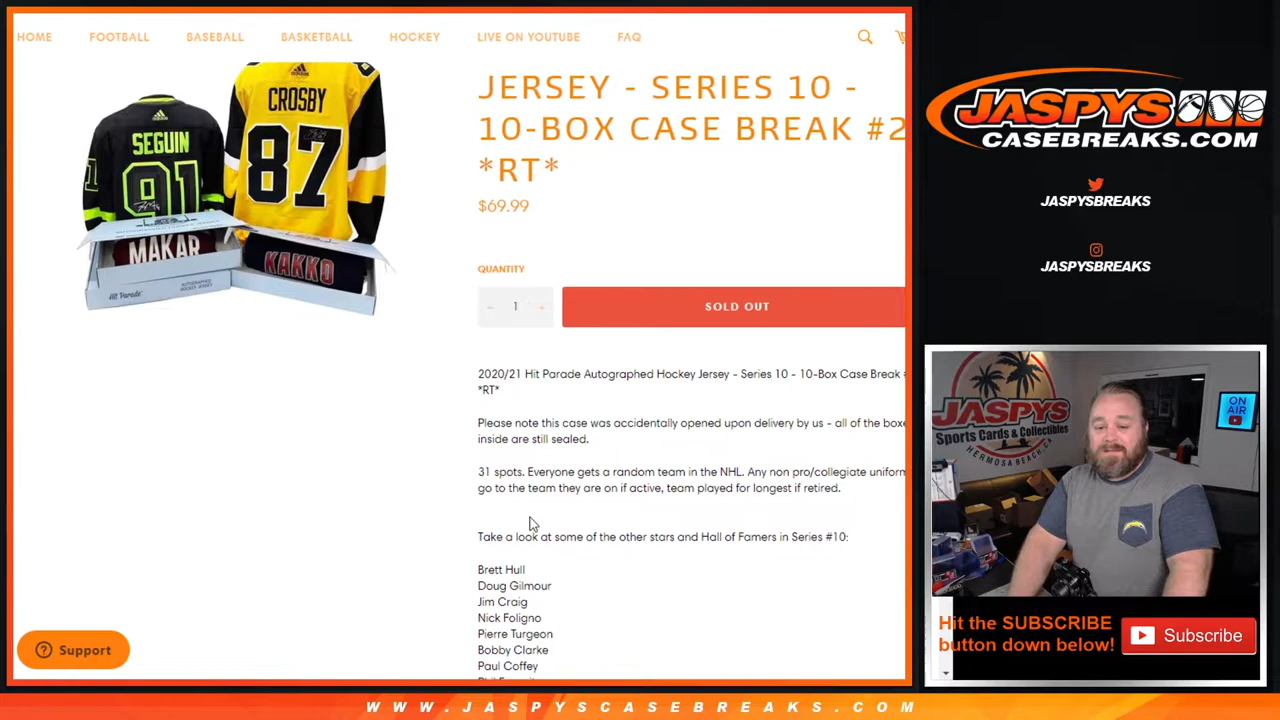 HOME FOOTBALL BASEBALL BASKETBALL HOCKEY LIVE ON YOUTUBE FAQ
JERSEY - SERIES 10 -
10-BOX CASE BREAK #2
*RT*
$69.99
QUANTITY
− 1 +
SOLD OUT
2020/21 Hit Parade Autographed Hockey Jersey - Series 10 - 10-Box Case Break
*RT*
Please note this case was accidentally opened upon delivery by us - all of the boxe
inside are still sealed.
31 spots. Everyone gets a random team in the NHL. Any non pro/collegiate uniform
go to the team they are on if active, team played for longest if retired.
Take a look at some of the other stars and Hall of Famers in Series #10:
Brett Hull
Doug Gilmour
Jim Craig
Nick Foligno
Pierre Turgeon
Bobby Clarke
Paul Coffey
SEGUIN
91
CROSBY
87
MAKAR
KAKKO
Hit Parade
Support
JASPYS
CASEBREAKS.COM
JASPYSBREAKS
JASPYSBREAKS
JASPYS
Sports Cards & Collectibles
HERMOSA BEACH, CA
ON
AIR
Hit the SUBSCRIBE
button down below!
Subscribe
WWW.JASPYSCASEBREAKS.COM